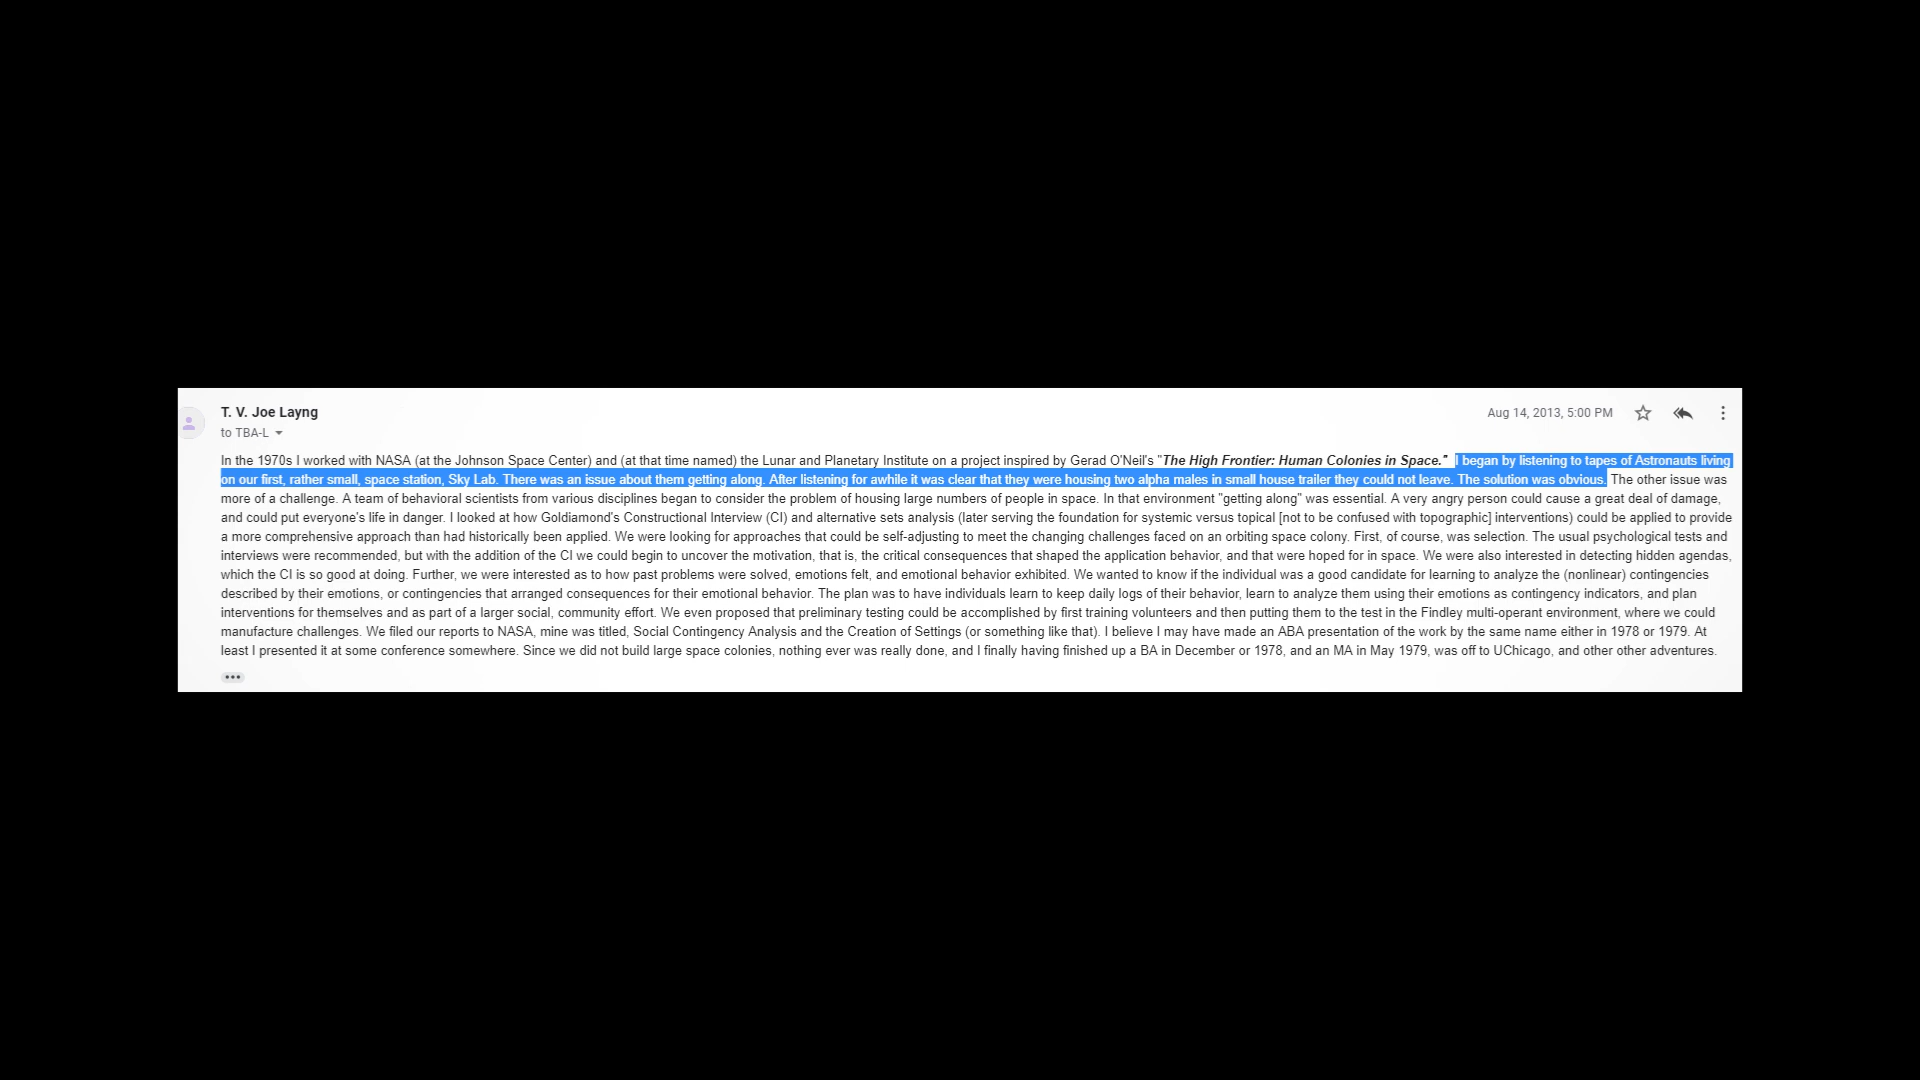 T. V. Joe Layng
Aug 14, 2013, 5:00 PM
to TBA-L
In the 1970s I worked with NASA (at the Johnson Space Center) and (at that time named) the Lunar and Planetary Institute on a project inspired by Gerad O'Neil's "The High Frontier: Human Colonies in Space." I began by listening to tapes of Astronauts living
on our first, rather small, space station, Sky Lab. There was an issue about them getting along. After listening for awhile it was clear that they were housing two alpha males in small house trailer they could not leave. The solution was obvious. The other issue was
more of a challenge. A team of behavioral scientists from various disciplines began to consider the problem of housing large numbers of people in space. In that environment "getting along" was essential. A very angry person could cause a great deal of damage,
and could put everyone's life in danger. I looked at how Goldiamond's Constructional Interview (CI) and alternative sets analysis (later serving the foundation for systemic versus topical [not to be confused with topographic] interventions) could be applied to provide
a more comprehensive approach than had historically been applied. We were looking for approaches that could be self-adjusting to meet the changing challenges faced on an orbiting space colony. First, of course, was selection. The usual psychological tests and
interviews were recommended, but with the addition of the CI we could begin to uncover the motivation, that is, the critical consequences that shaped the application behavior, and that were hoped for in space. We were also interested in detecting hidden agendas,
which the CI is so good at doing. Further, we were interested as to how past problems were solved, emotions felt, and emotional behavior exhibited. We wanted to know if the individual was a good candidate for learning to analyze the (nonlinear) contingencies
described by their emotions, or contingencies that arranged consequences for their emotional behavior. The plan was to have individuals learn to keep daily logs of their behavior, learn to analyze them using their emotions as contingency indicators, and plan
interventions for themselves and as part of a larger social, community effort. We even proposed that preliminary testing could be accomplished by first training volunteers and then putting them to the test in the Findley multi-operant environment, where we could
manufacture challenges. We filed our reports to NASA, mine was titled, Social Contingency Analysis and the Creation of Settings (or something like that). I believe I may have made an ABA presentation of the work by the same name either in 1978 or 1979. At
least I presented it at some conference somewhere. Since we did not build large space colonies, nothing ever was really done, and I finally having finished up a BA in December or 1978, and an MA in May 1979, was off to UChicago, and other other adventures.